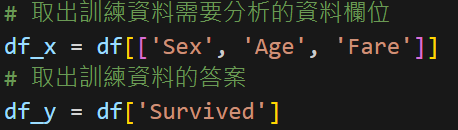 # 取出訓練資料需要分析的資料欄位
df_x = df[['Sex', 'Age', 'Fare']]
# 取出訓練資料的答案
df_y = df['Survived']